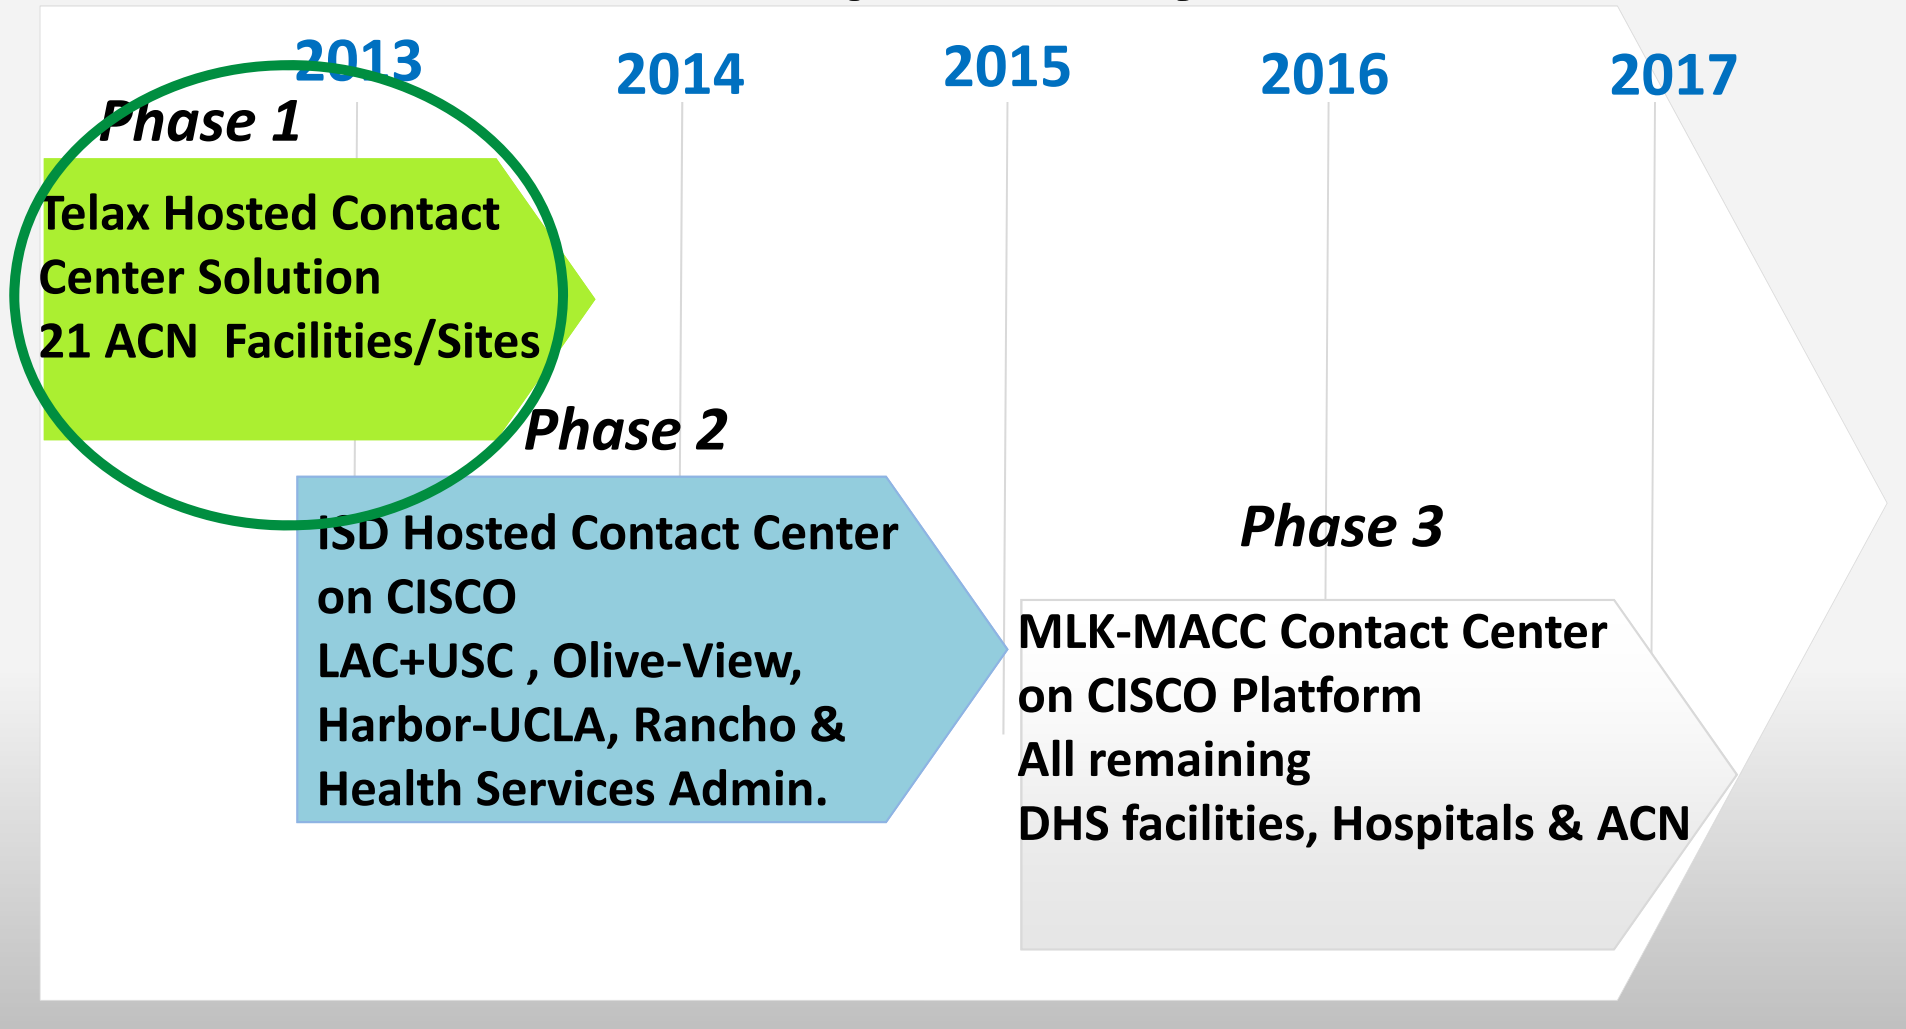 2013
2014
2015
2016
2017
Phase 1
Telax Hosted Contact
Center Solution
21 ACN  Facilities/Sites
Phase 2
ISD Hosted Contact Center
on CISCO
LAC+USC , Olive-View,
Harbor-UCLA, Rancho &
Health Services Admin.
Phase 3
MLK-MACC Contact Center
on CISCO Platform
All remaining
DHS facilities, Hospitals & ACN